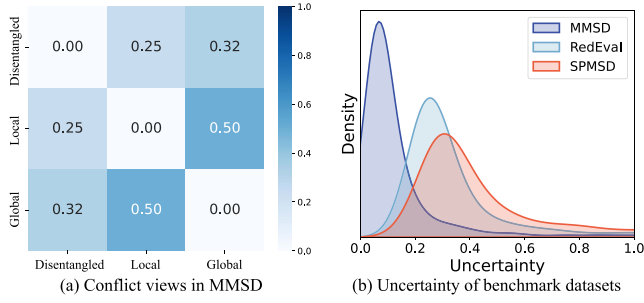 Disentangled
Local
Global
0.00 0.25 0.32
0.25 0.00 0.50
0.32 0.50 0.00
Disentangled Local Global
1.0
0.8
0.6
0.4
0.2
0.0
(a) Conflict views in MMSD
Density
MMSD
RedEval
SPMSD
0.0 0.2 0.4 0.6 0.8 1.0
Uncertainty
(b) Uncertainty of benchmark datasets